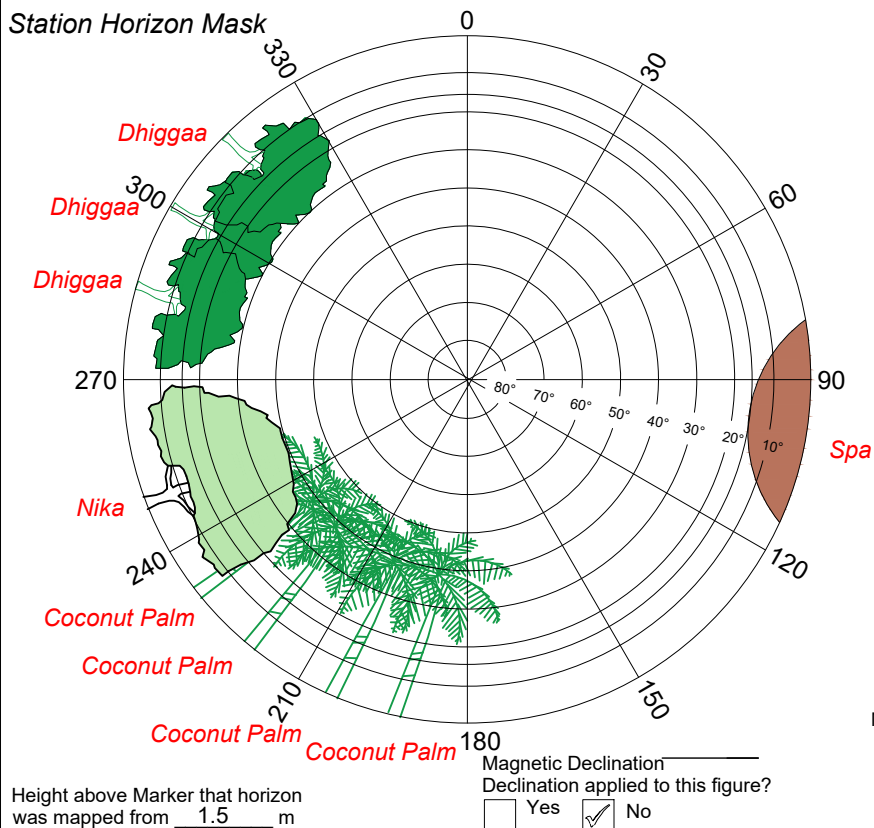 Station Horizon Mask
0
330
30
Dhiggaa
300
60
Dhiggaa
Dhiggaa
270
80°
70°
60°
50°
40°
30°
20°
10°
90
Spa
Nika
240
120
Coconut Palm
Coconut Palm
210
150
Coconut Palm
Coconut Palm
180
Magnetic Declination
Declination applied to this figure?
Yes
No
Height above Marker that horizon
was mapped from 1.5 m